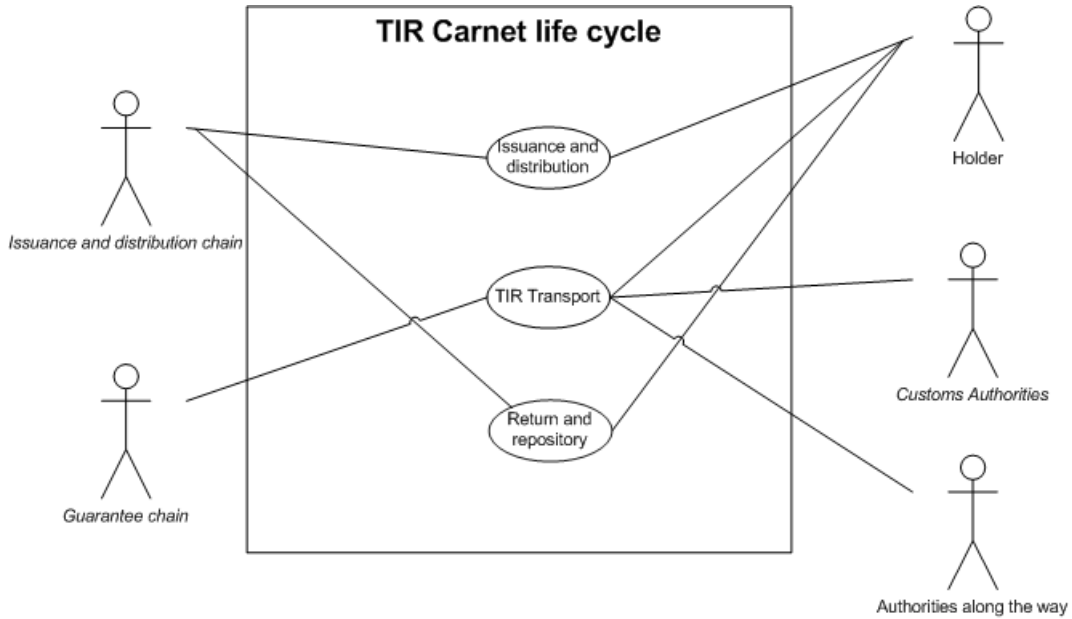 TIR Carnet life cycle
Issuance and
distribution
Holder
Issuance and distribution chain
TIR Transport
Customs Authorities
Return and
repository
Guarantee chain
Authorities along the way